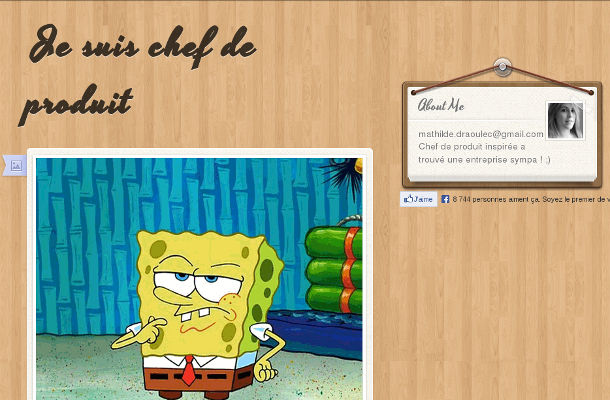 Je suis chef de
produit
About Me
mathilde.draoulec@gmail.com
Chef de produit inspirée a
trouvé une entreprise sympa ! ;)
J'aime
8 744 personnes aiment ça. Soyez le premier de v